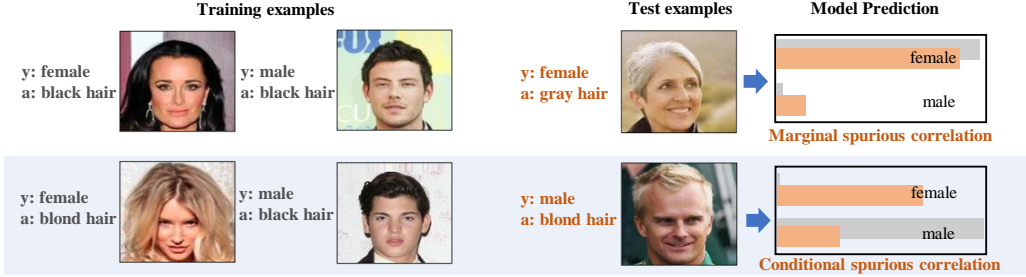 Training examples
Test examples
Model Prediction
y: female
a: black hair
y: male
a: black hair
y: female
a: gray hair
female
male
Marginal spurious correlation
y: female
a: blond hair
y: male
a: black hair
y: male
a: blond hair
female
male
Conditional spurious correlation